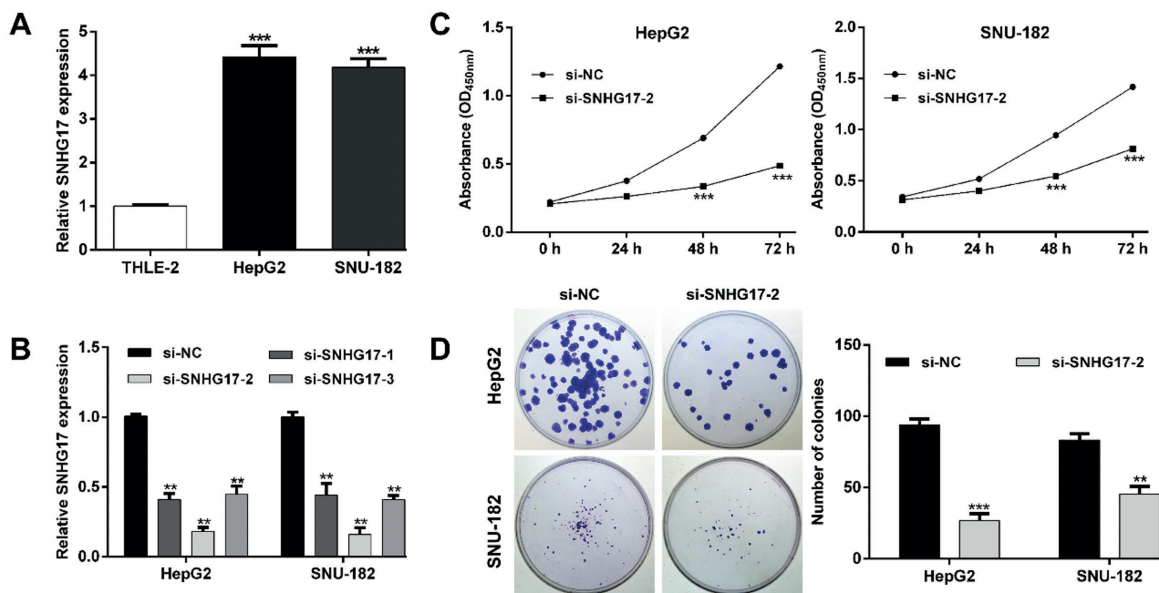 A
Relative SNHG17 expression
5
4
3
2
1
0
***
***
THLE-2
HepG2
SNU-182
B
Relative SNHG17 expression
1.5
1.0
0.5
0.0
si-NC
si-SNHG17-1
si-SNHG17-2
si-SNHG17-3
**
**
**
**
**
**
HepG2
SNU-182
C
HepG2
Absorbance (OD450nm)
1.5
1.0
0.5
0.0
si-NC
si-SNHG17-2
***
***
0 h
24 h
48 h
72 h
SNU-182
Absorbance (OD450nm)
2.0
1.5
1.0
0.5
0.0
si-NC
si-SNHG17-2
***
***
0 h
24 h
48 h
72 h
D
si-NC
si-SNHG17-2
HepG2
SNU-182
Number of colonies
150
100
50
0
si-NC
si-SNHG17-2
***
**
HepG2
SNU-182